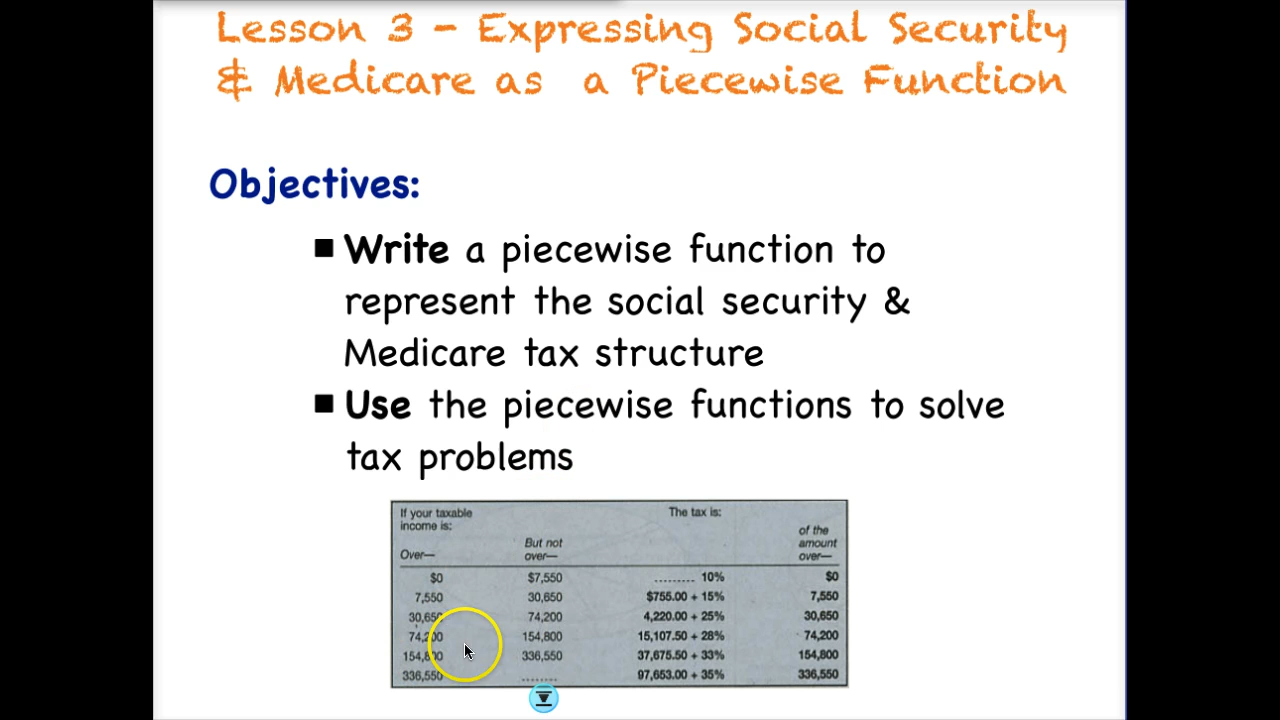 Lesson 3 - Expressing Social Security
& Medicare as a Piecewise Function
Objectives:
■ Write a piecewise function to
represent the social security &
Medicare tax structure
■ Use the piecewise functions to solve
tax problems
If your taxable
income is:
The tax is:
Over—
But not
over—
of the
amount
over—
$0 $7,550 ......... 10% $0
7,550 30,650 $755.00 + 15% 7,550
30,650 74,200 4,220.00 + 25% 30,650
74,200 154,800 15,107.50 + 28% 74,200
154,800 336,550 37,675.50 + 33% 154,800
336,550 ........ 97,653.00 + 35% 336,550